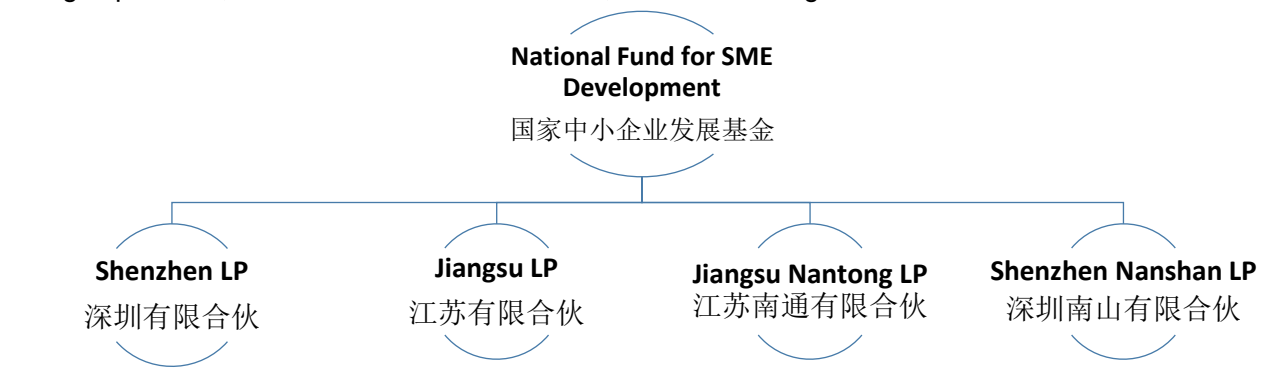 National Fund for SME
Development
国家中小企业发展基金
Shenzhen LP
深圳有限合伙
Jiangsu LP
江苏有限合伙
Jiangsu Nantong LP
江苏南通有限合伙
Shenzhen Nanshan LP
深圳南山有限合伙